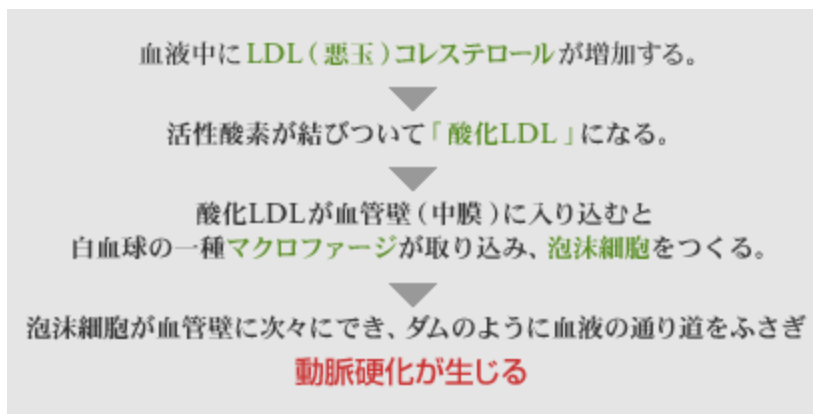 血液中にLDL(悪玉)コレステロールが増加する。
活性酸素が結びついて「酸化LDL」になる。
酸化LDLが血管壁(中膜)に入り込むと
白血球の一種マクロファージが取り込み、泡沫細胞をつくる。
泡沫細胞が血管壁に次々にでき、ダムのように血液の通り道をふさぎ
動脈硬化が生じる